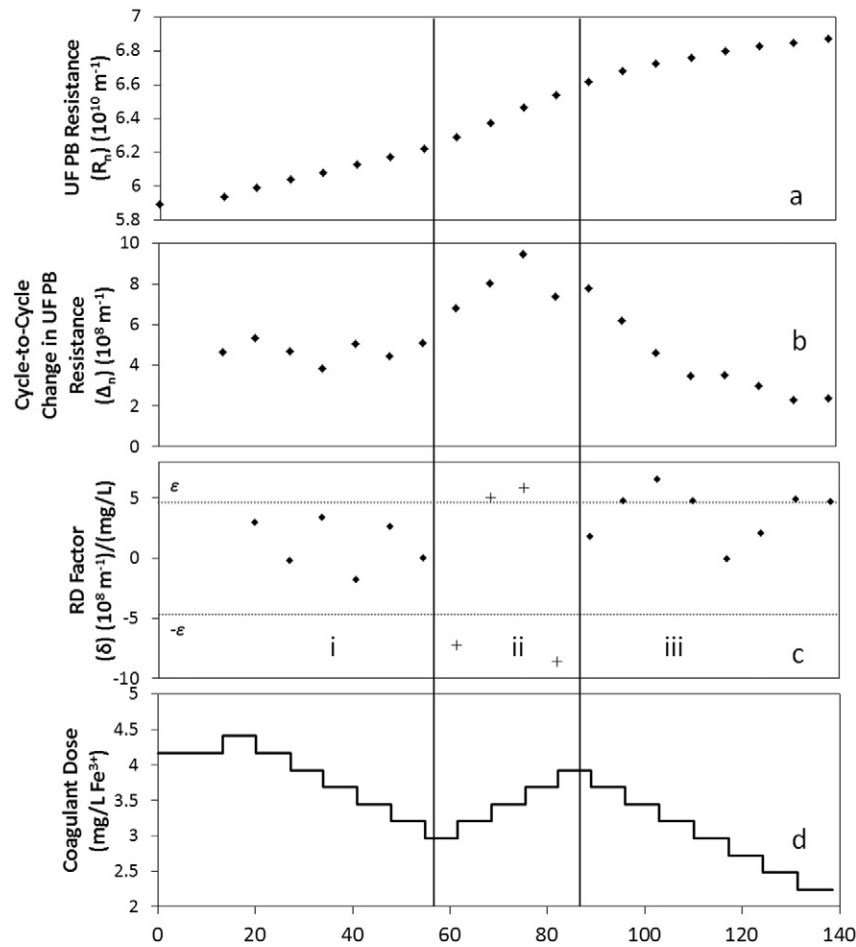 UF PB Resistance
(Rₙ) (10¹⁰ m⁻¹)
7
6.8
6.6
6.4
6.2
6
5.8
a
Cycle-to-Cycle
Change in UF PB
Resistance
(Δₙ) (10⁸ m⁻¹)
10
8
6
4
2
0
b
RD Factor
(δ) (10⁸ m⁻¹)/(mg/L)
5
0
-5
-10
ε
-ε
i
ii
iii
c
Coagulant Dose
(mg/L Fe³⁺)
5
4.5
4
3.5
3
2.5
2
d
0 20 40 60 80 100 120 140